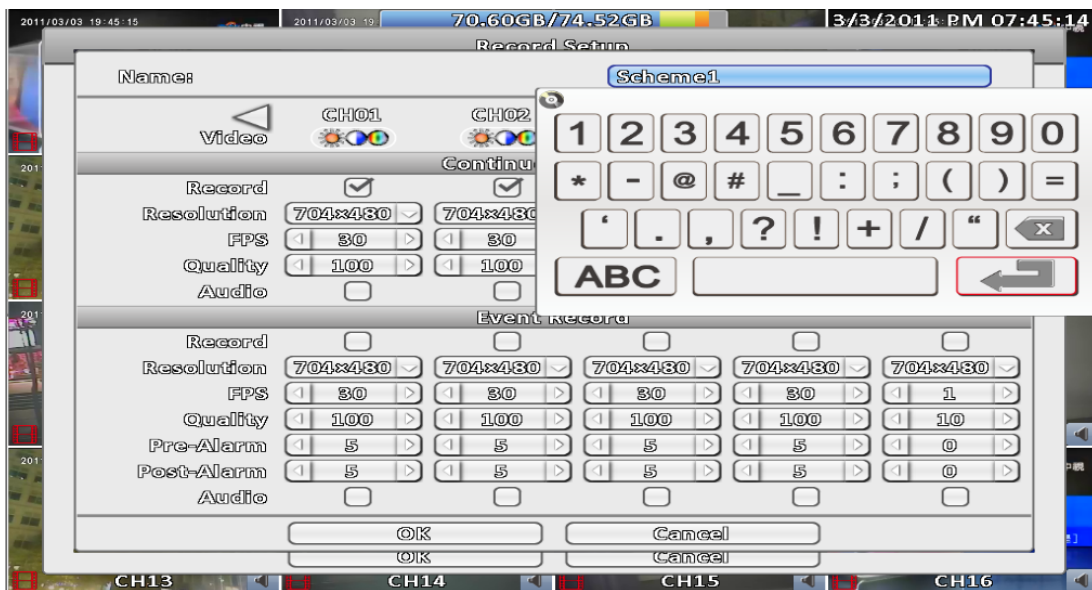 2011/03/03 19:45:15 2011/03/03 19 70.60GB/74.52GB 3/3/2011 PM 07:45:14
Record Setup
Name: Scheme1
CH01 CH02
Video
1 2 3 4 5 6 7 8 9 0
Continu
* - @ # _ : ; ( ) =
Record
Resolution 704x480 704x480
‘ . , ? ! + / “ X
FPS 30 30
Quality 100 100
ABC
Audio
Event Record
Record
Resolution 704x480 704x480 704x480 704x480 704x480
FPS 30 30 30 30 1
Quality 100 100 100 100 10
Pre-Alarm 5 5 5 5 0
Post-Alarm 5 5 5 5 0
Audio
OK Cancel
OK Cancel
CH13 CH14 CH15 CH16